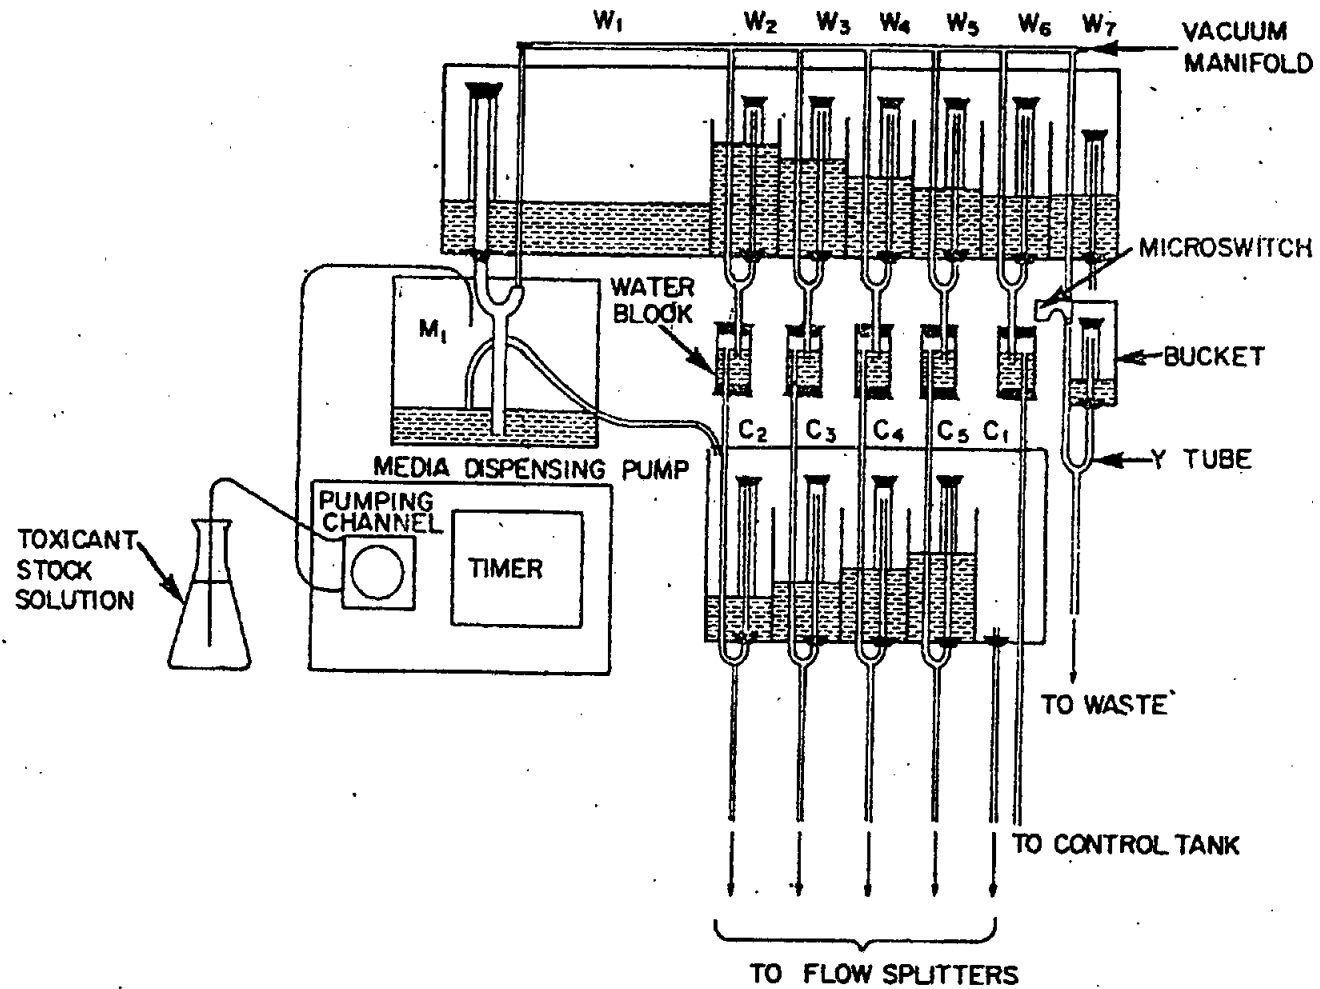 W1 W2 W3 W4 W5 W6 W7
VACUUM
MANIFOLD
MICROSWITCH
WATER
BLOOK
M1
BUCKET
C2 C3 C4 C5 C1
Y TUBE
MEDIA DISPENSING PUMP
PUMPING
CHANNEL
TIMER
TOXICANT
STOCK
SOLUTION
TO WASTE
TO CONTROL TANK
TO FLOW SPLITTERS